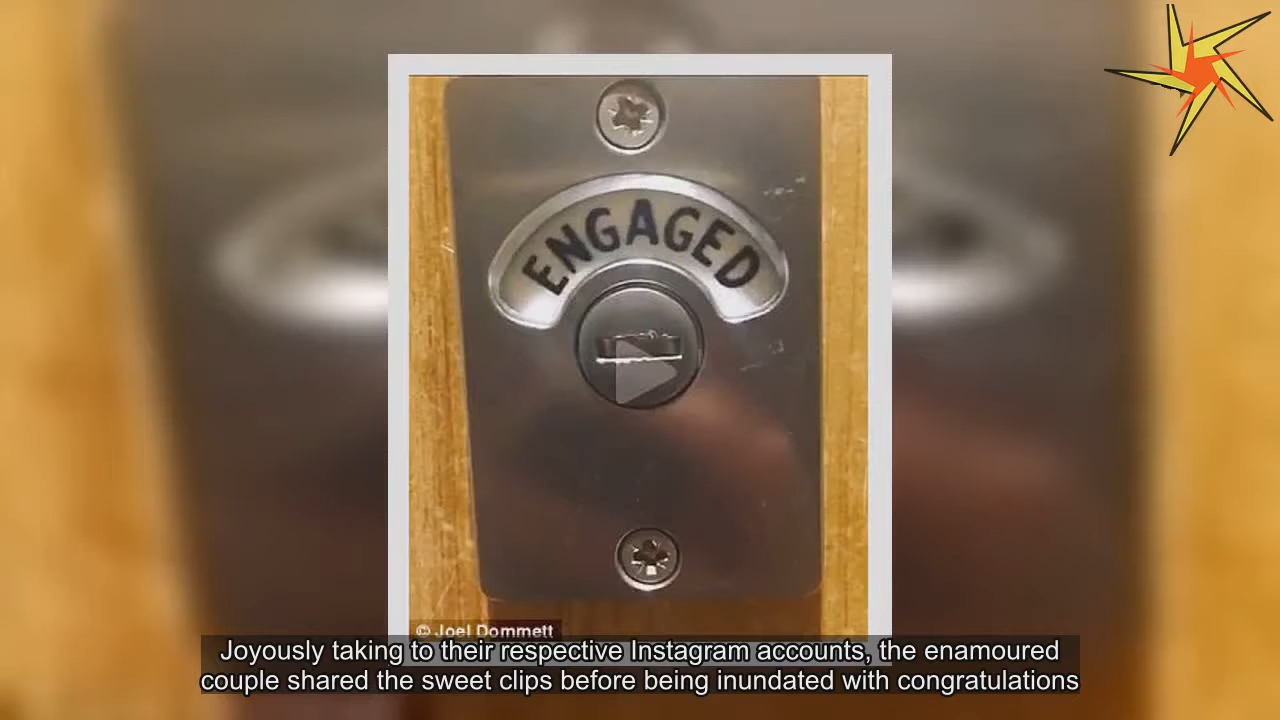 ENGAGED
© Joel Dommett
Joyously taking to their respective Instagram accounts, the enamoured
couple shared the sweet clips before being inundated with congratulations